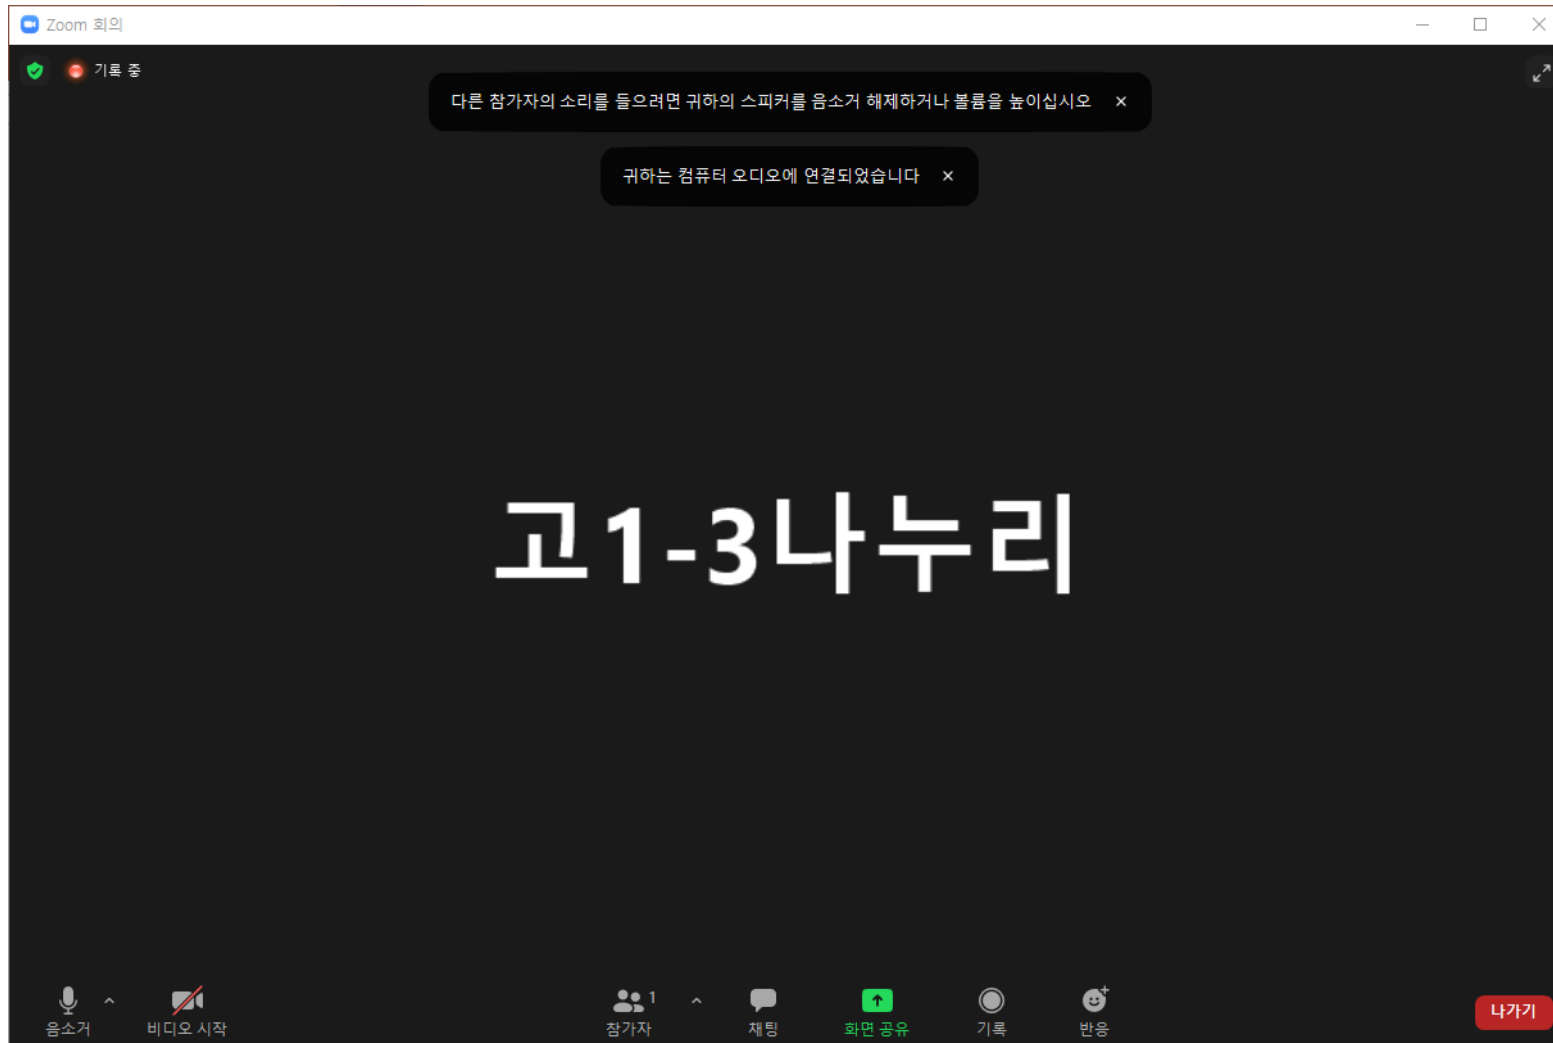 Zoom 회의
기록 중
다른 참가자의 소리를 들으려면 귀하의 스피커를 음소거 해제하거나 볼륨을 높이십시오
귀하는 컴퓨터 오디오에 연결되었습니다
고1-3나누리
1
음소거
비디오 시작
참가자
채팅
화면 공유
기록
반응
나가기